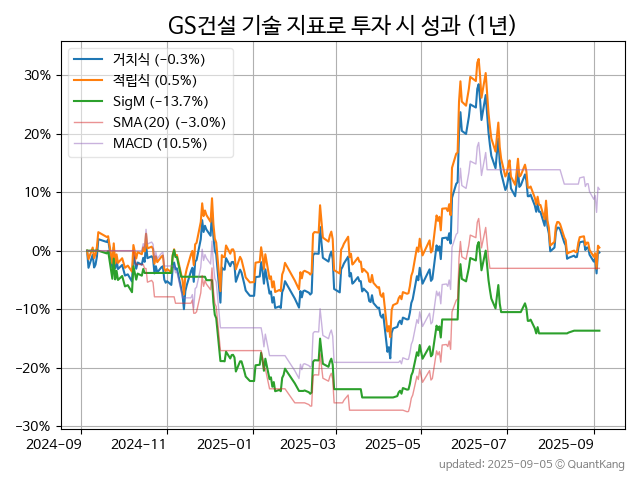 GS건설 기술 지표로 투자 시 성과 (1년)
거치식 (−0.3%)
적립식 (0.5%)
SigM (−13.7%)
SMA(20) (−3.0%)
MACD (10.5%)
30%
20%
10%
0%
−10%
−20%
−30%
2024-09 2024-11 2025-01 2025-03 2025-05 2025-07 2025-09
updated: 2025-09-05 © QuantKang